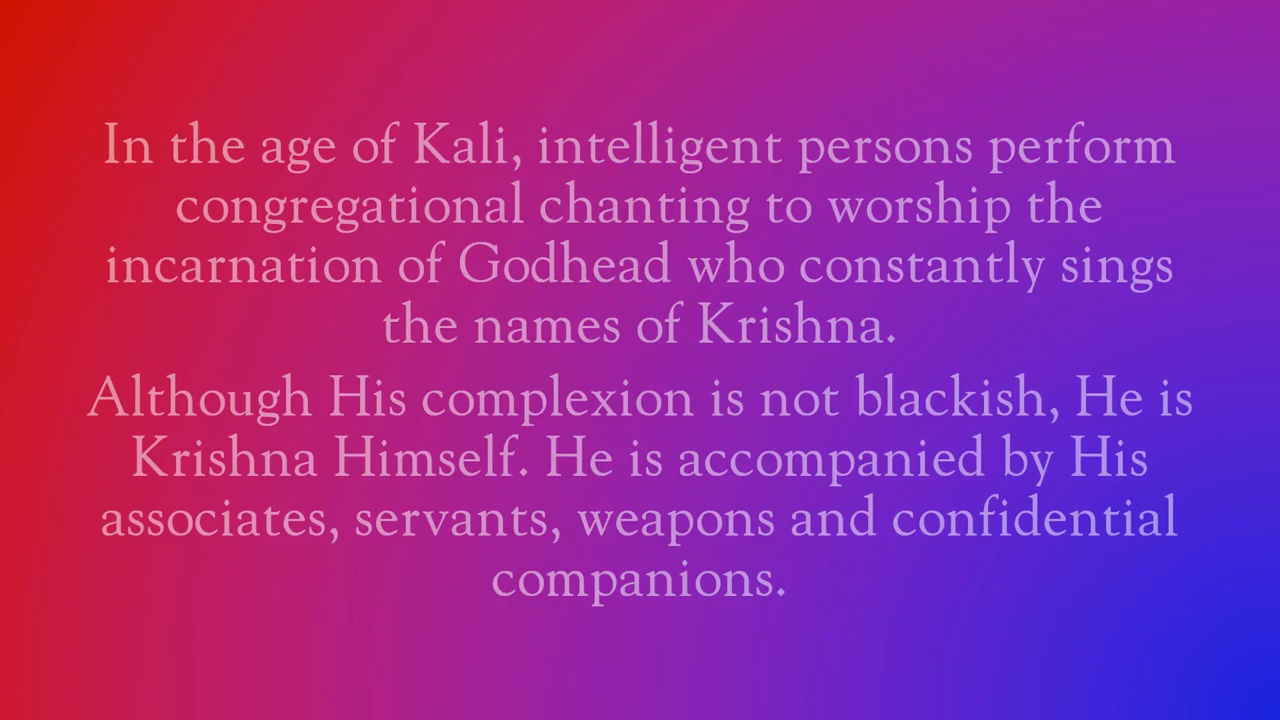 In the age of Kali, intelligent persons perform
congregational chanting to worship the
incarnation of Godhead who constantly sings
the names of Krishna.
Although His complexion is not blackish, He is
Krishna Himself. He is accompanied by His
associates, servants, weapons and confidential
companions.